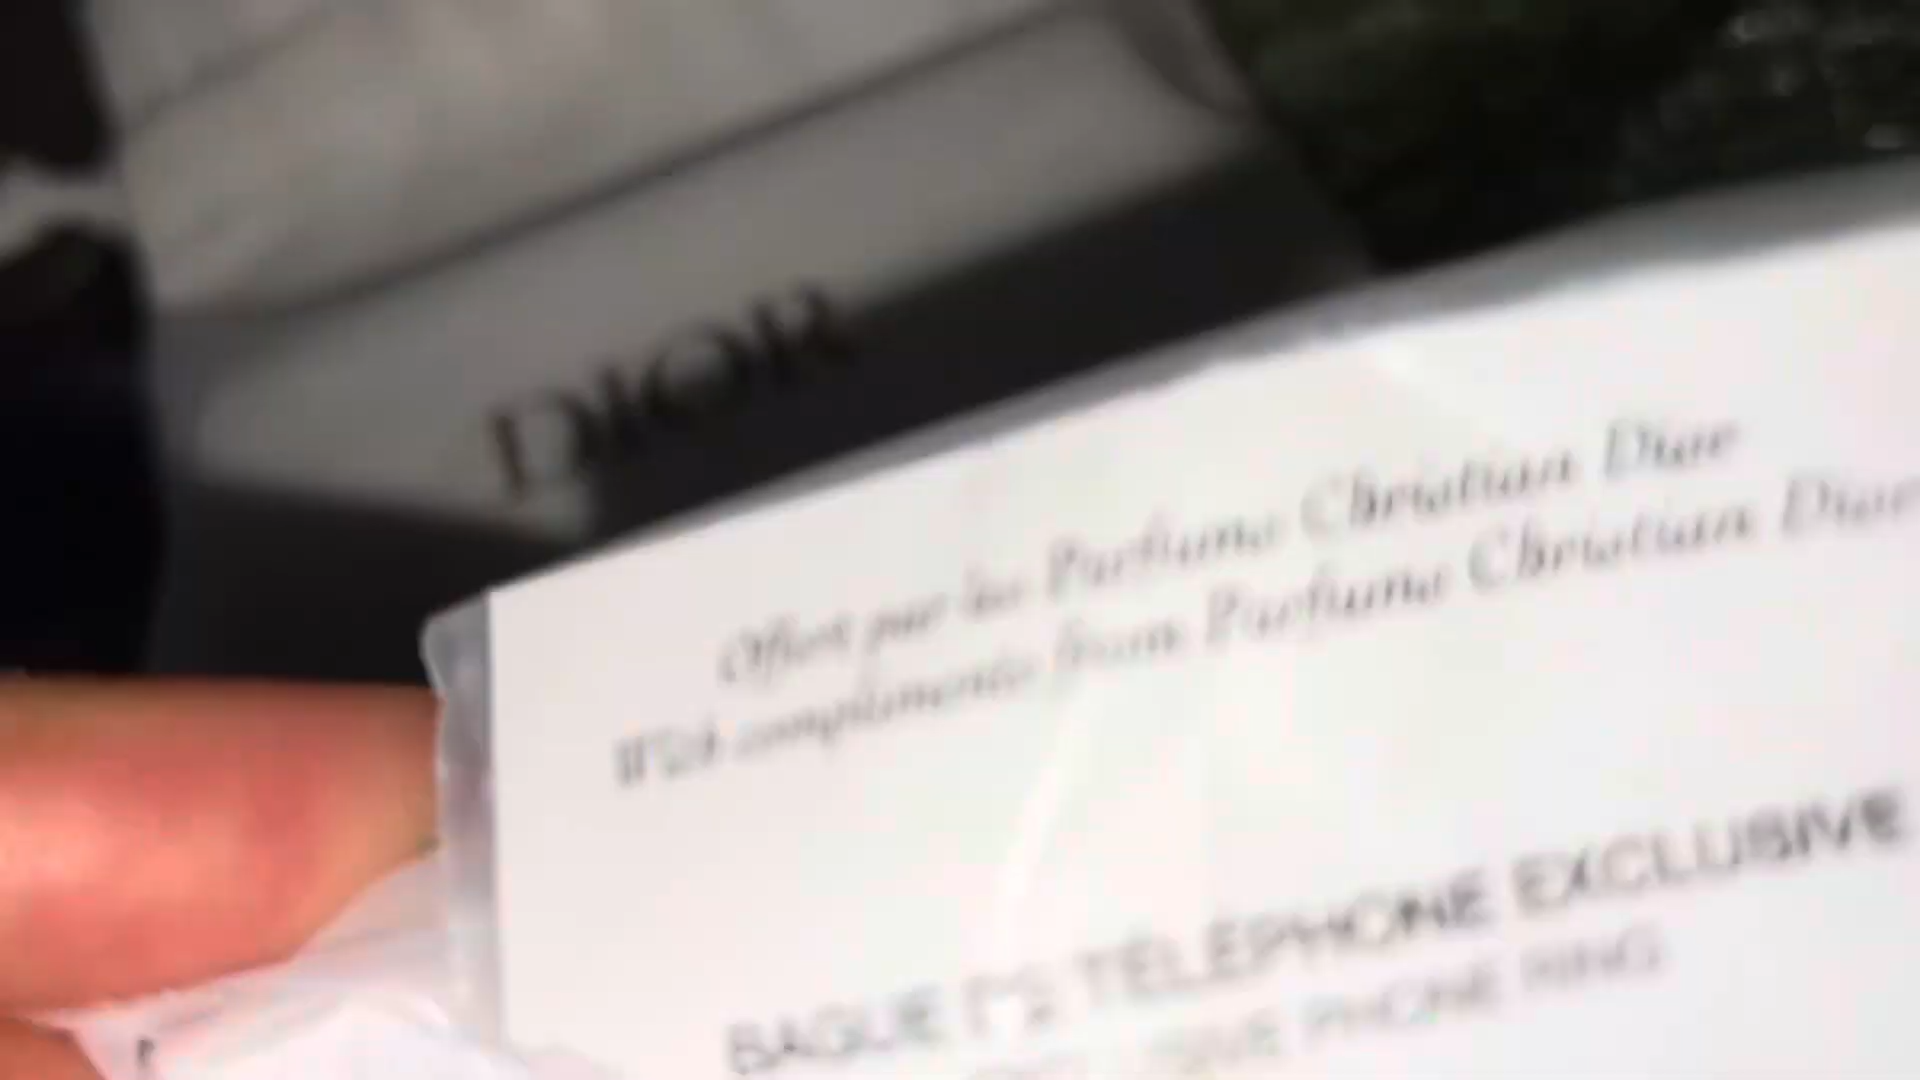 DIOR
Offert par les Parfums Christian Dior
With compliments from Parfums Christian Dior
BAGUE DE TÉLÉPHONE EXCLUSIVE
EXCLUSIVE PHONE RING